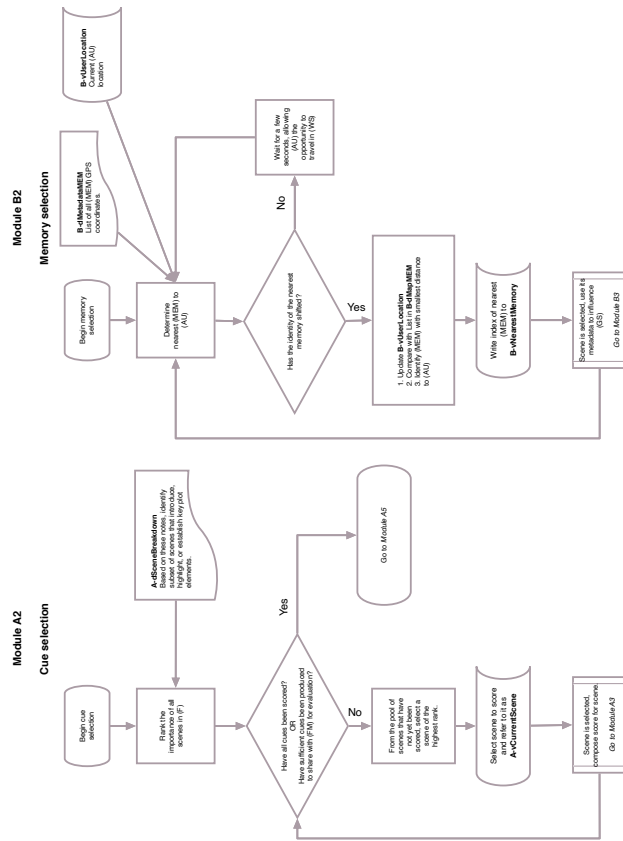 Module A2
Cue selection
Begin cue
selection
Rank the
importance of all
scenes in (F)
A-dSceneBreakdown
Based on these notes, identify
subset of scenes that introduce,
highlight, or establish key plot
elements.
Have all cues been scored?
OR
Have sufficient cues been produced
to share with (FM) for evaluation?
Yes
Go to Module A5
No
From the pool of
scenes that have
not yet been
scored, select a
scene of the
highest rank.
Select scene to score
and refer to it as
A-vCurrentScene
Scene is selected,
compose score for scene.
Go to Module A3
Module B2
Memory selection
Begin memory
selection
B-dMetadataMEM
List of all (MEM) GPS
coordinates.
B-vUserLocation
Current (AU)
location
Determine
nearest (MEM) to
(AU)
Has the identity of the nearest
memory shifted?
No
Wait for a few
seconds, allowing
(AU) the
opportunity to
travel in (WS)
Yes
1. Update B-vUserLocation
2. Compare with List in B-dMapMEM
3. Identify (MEM) with smallest distance
to (AU)
Write index of nearest
(MEM) to
B-vNearestMemory
Scene is selected, use its
metadata to influence
(GS)
Go to Module B3